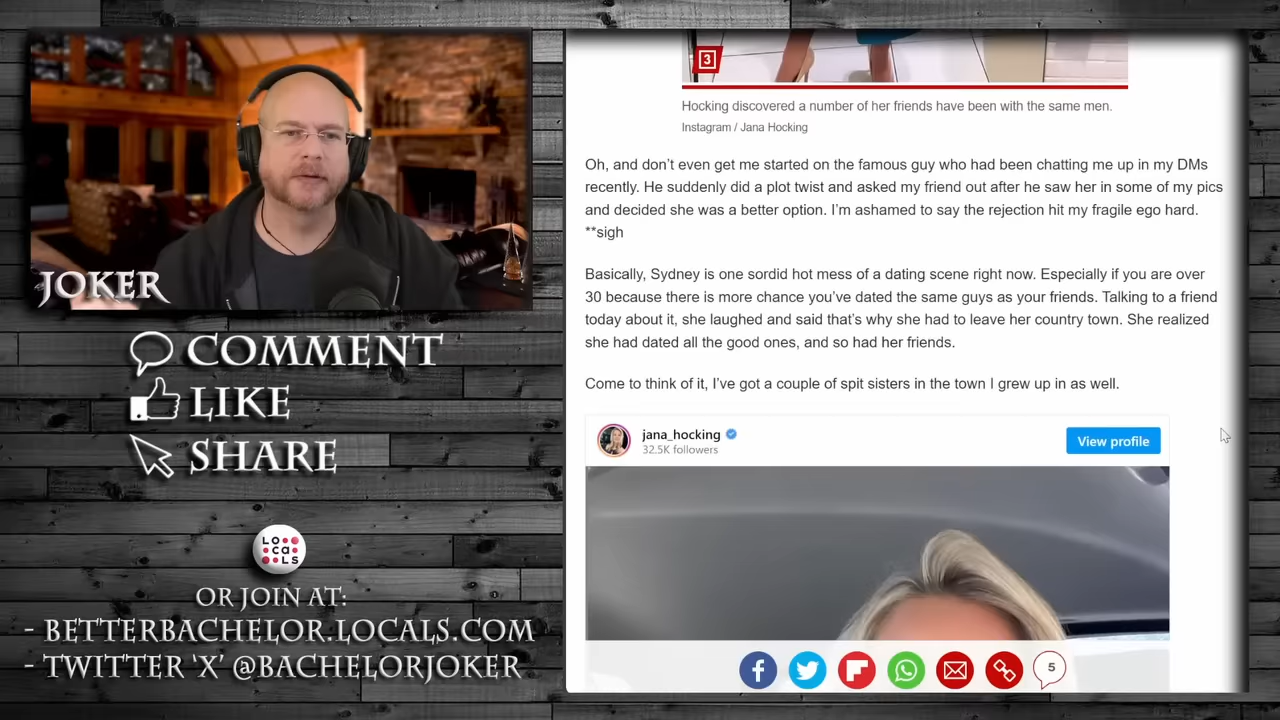 JOKER
COMMENT
LIKE
SHARE
LOCALS
OR JOIN AT:
- BETTERBACHELOR.LOCALS.COM
- TWITTER 'X' @BACHELORJOKER
3
Hocking discovered a number of her friends have been with the same men.
Instagram / Jana Hocking
Oh, and don’t even get me started on the famous guy who had been chatting me up in my DMs
recently. He suddenly did a plot twist and asked my friend out after he saw her in some of my pics
and decided she was a better option. I’m ashamed to say the rejection hit my fragile ego hard.
**sigh
Basically, Sydney is one sordid hot mess of a dating scene right now. Especially if you are over
30 because there is more chance you’ve dated the same guys as your friends. Talking to a friend
today about it, she laughed and said that’s why she had to leave her country town. She realized
she had dated all the good ones, and so had her friends.
Come to think of it, I’ve got a couple of spit sisters in the town I grew up in as well.
jana_hocking
32.5K followers
View profile
5